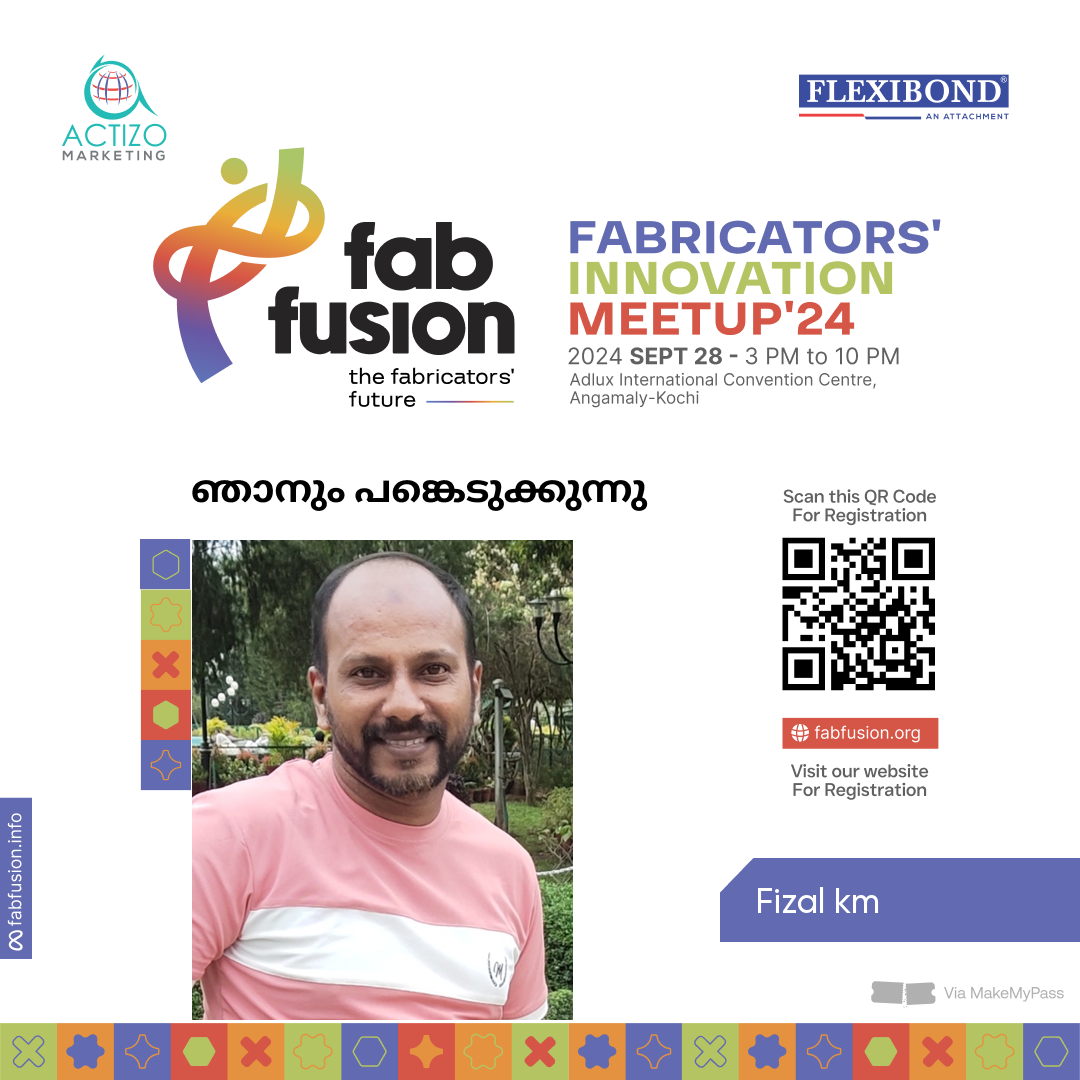 ACTIZO
MARKETING
FLEXIBOND®
AN ATTACHMENT
fab
fusion
the fabricators'
future
FABRICATORS'
INNOVATION
MEETUP'24
2024 SEPT 28 - 3 PM to 10 PM
Adlux International Convention Centre,
Angamaly-Kochi
ഞാനും പങ്കെടുക്കുന്നു
Scan this QR Code
For Registration
fabfusion.org
Visit our website
For Registration
fabfusion.info
Fizal km
Via MakeMyPass